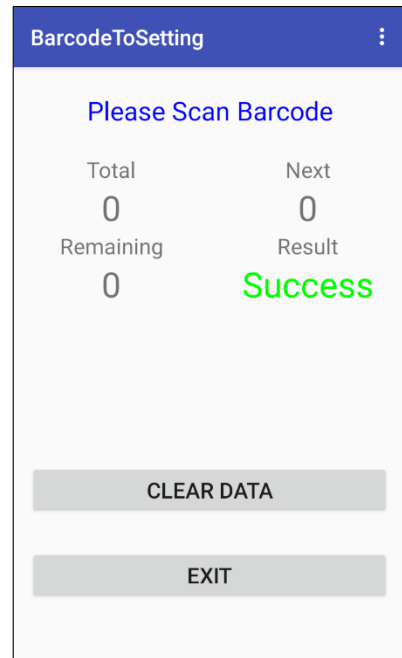 BarcodeToSetting
Please Scan Barcode
Total Next
0 0
Remaining Result
0 Success
CLEAR DATA
EXIT